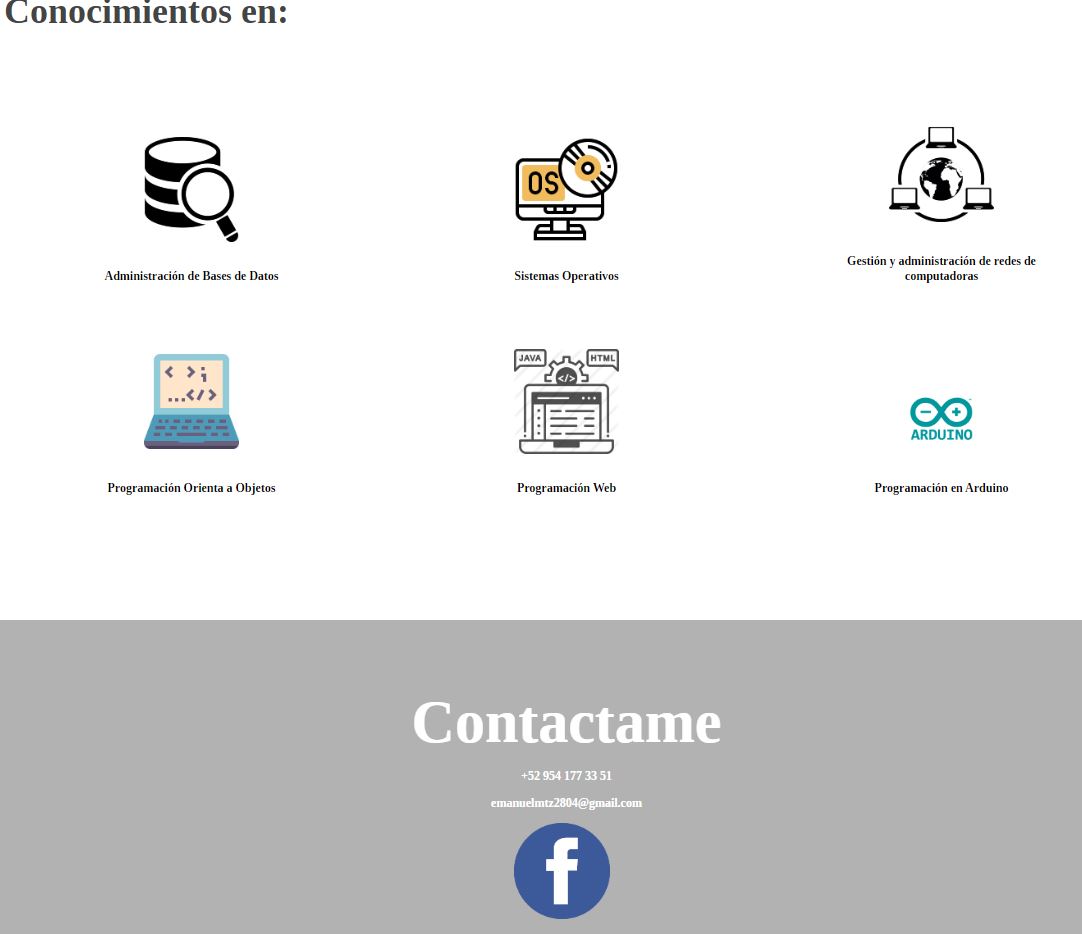 Conocimientos en:
OS
Administración de Bases de Datos
Sistemas Operativos
Gestión y administración de redes de
computadoras
< > ;
...</>
JAVA
HTML
</>
ARDUINO
Programación Orienta a Objetos
Programación Web
Programación en Arduino
Contactame
+52 954 177 33 51
emanuelmtz2804@gmail.com
f